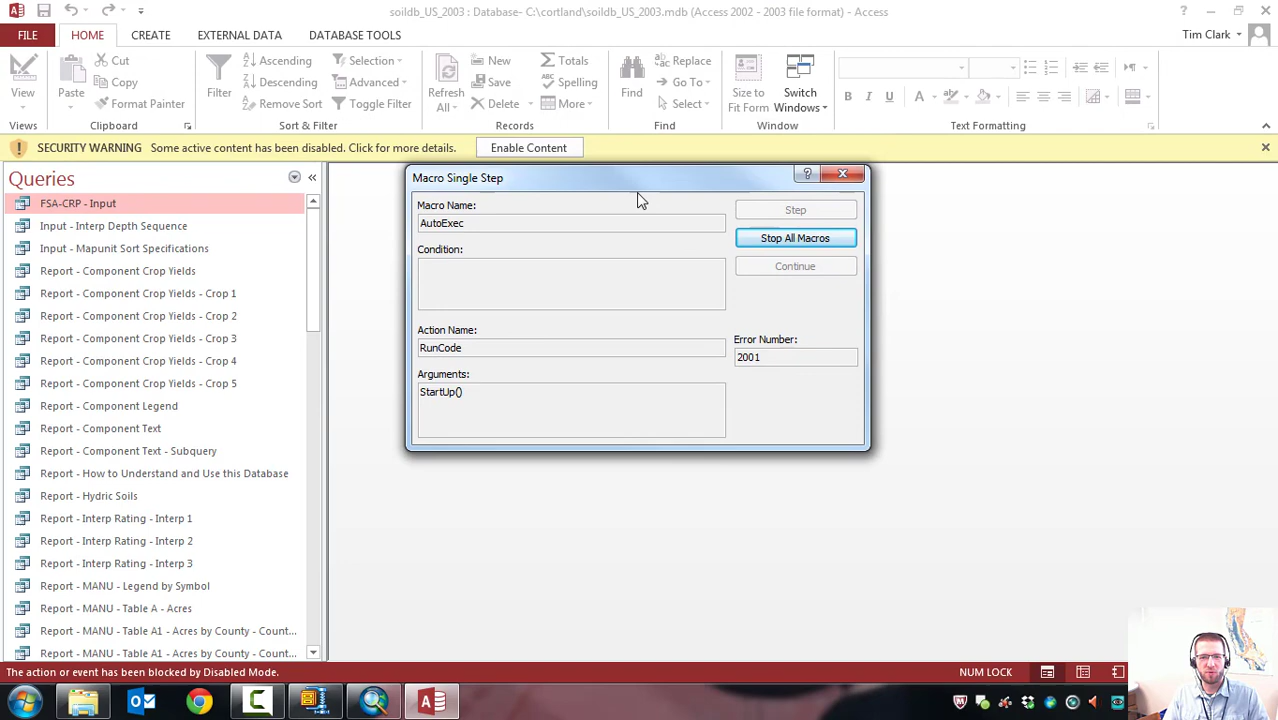 soildb_US_2003 : Database- C:\cortland\soildb_US_2003.mdb (Access 2002 - 2003 file format) - Access
FILE HOME CREATE EXTERNAL DATA DATABASE TOOLS Tim Clark
View
Views
Paste
Cut
Copy
Format Painter
Clipboard
Filter
Ascending
Descending
Remove Sort
Selection
Advanced
Toggle Filter
Sort & Filter
Refresh
All
New
Save
Delete
Totals
Spelling
More
Records
Find
Replace
Go To
Select
Find
Size to
Fit Form
Switch
Windows
Window
B I U A
Text Formatting
SECURITY WARNING Some active content has been disabled. Click for more details. Enable Content
Queries
FSA-CRP - Input
Input - Interp Depth Sequence
Input - Mapunit Sort Specifications
Report - Component Crop Yields
Report - Component Crop Yields - Crop 1
Report - Component Crop Yields - Crop 2
Report - Component Crop Yields - Crop 3
Report - Component Crop Yields - Crop 4
Report - Component Crop Yields - Crop 5
Report - Component Legend
Report - Component Text
Report - Component Text - Subquery
Report - How to Understand and Use this Database
Report - Hydric Soils
Report - Interp Rating - Interp 1
Report - Interp Rating - Interp 2
Report - Interp Rating - Interp 3
Report - MANU - Legend by Symbol
Report - MANU - Table A - Acres
Report - MANU - Table A1 - Acres by County - Count...
Report - MANU - Table A1 - Acres by County - Count...
Macro Single Step
Macro Name:
AutoExec
Condition:
Action Name:
RunCode
Arguments:
StartUp()
Step
Stop All Macros
Continue
Error Number:
2001
The action or event has been blocked by Disabled Mode. NUM LOCK